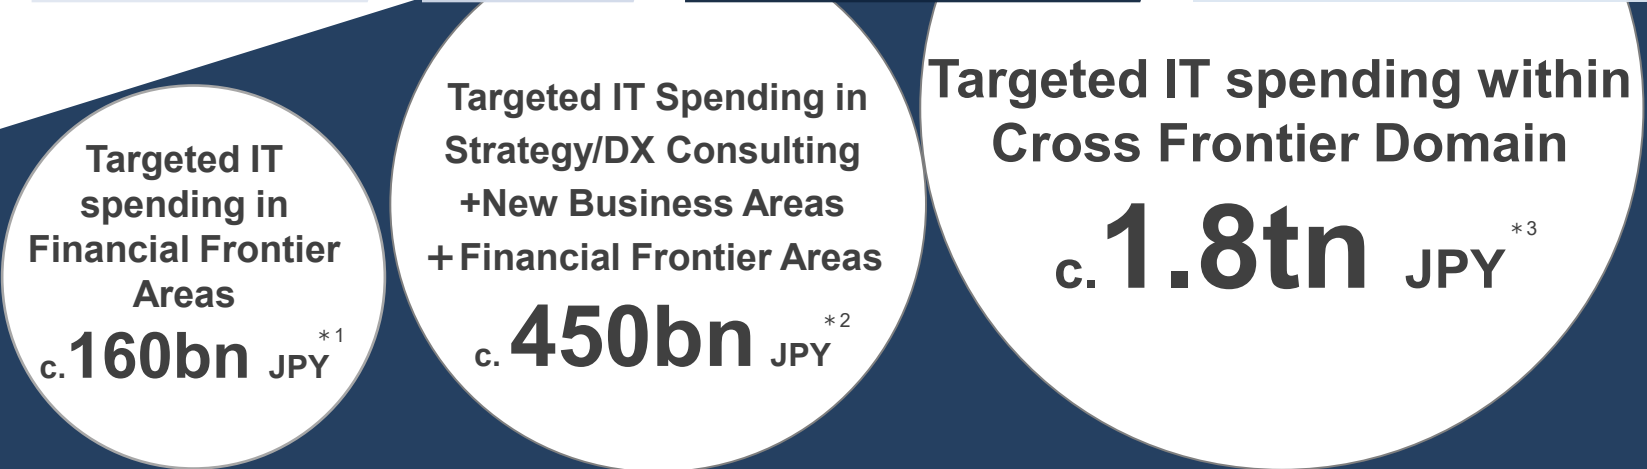 Targeted IT
spending in
Financial Frontier
Areas
c.160bn JPY *1
Targeted IT Spending in
Strategy/DX Consulting
+New Business Areas
＋Financial Frontier Areas
c. 450bn JPY *2
Targeted IT spending within
Cross Frontier Domain
c.1.8tn JPY *3